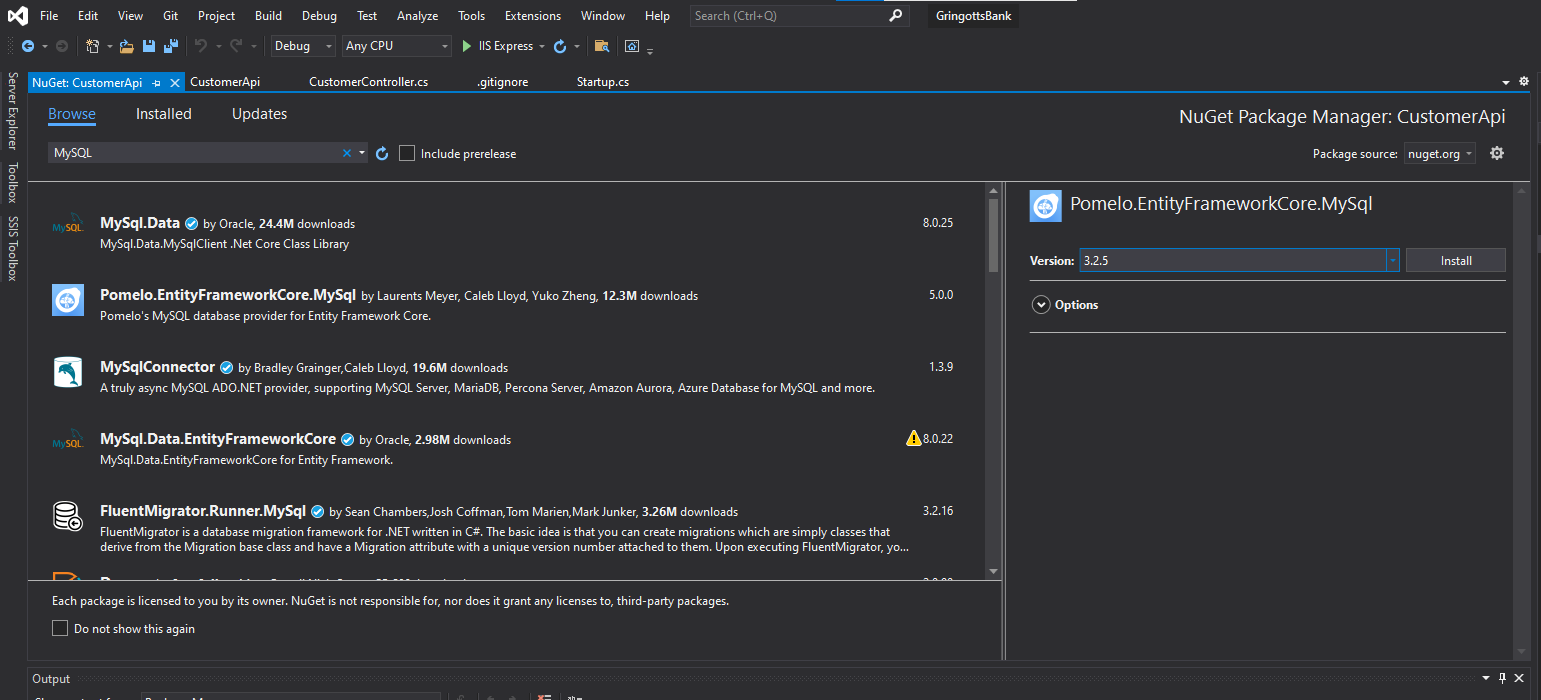 File Edit View Git Project Build Debug Test Analyze Tools Extensions Window Help Search (Ctrl+Q) GringottsBank
Debug Any CPU IIS Express
Server Explorer
Toolbox
SSIS Toolbox
NuGet: CustomerApi CustomerApi CustomerController.cs .gitignore Startup.cs
Browse Installed Updates
NuGet Package Manager: CustomerApi
MySQL Include prerelease
Package source: nuget.org
MySql.Data by Oracle, 24.4M downloads 8.0.25
MySql.Data.MySqlClient .Net Core Class Library
Pomelo.EntityFrameworkCore.MySql by Laurents Meyer, Caleb Lloyd, Yuko Zheng, 12.3M downloads 5.0.0
Pomelo's MySQL database provider for Entity Framework Core.
MySqlConnector by Bradley Grainger,Caleb Lloyd, 19.6M downloads 1.3.9
A truly async MySQL ADO.NET provider, supporting MySQL Server, MariaDB, Percona Server, Amazon Aurora, Azure Database for MySQL and more.
MySql.Data.EntityFrameworkCore by Oracle, 2.98M downloads 8.0.22
MySql.Data.EntityFrameworkCore for Entity Framework.
FluentMigrator.Runner.MySql by Sean Chambers,Josh Coffman,Tom Marien,Mark Junker, 3.26M downloads 3.2.16
FluentMigrator is a database migration framework for .NET written in C#. The basic idea is that you can create migrations which are simply classes that
derive from the Migration base class and have a Migration attribute with a unique version number attached to them. Upon executing FluentMigrator, yo...
Each package is licensed to you by its owner. NuGet is not responsible for, nor does it grant any licenses to, third-party packages.
Do not show this again
Pomelo.EntityFrameworkCore.MySql
Version: 3.2.5 Install
Options
Output